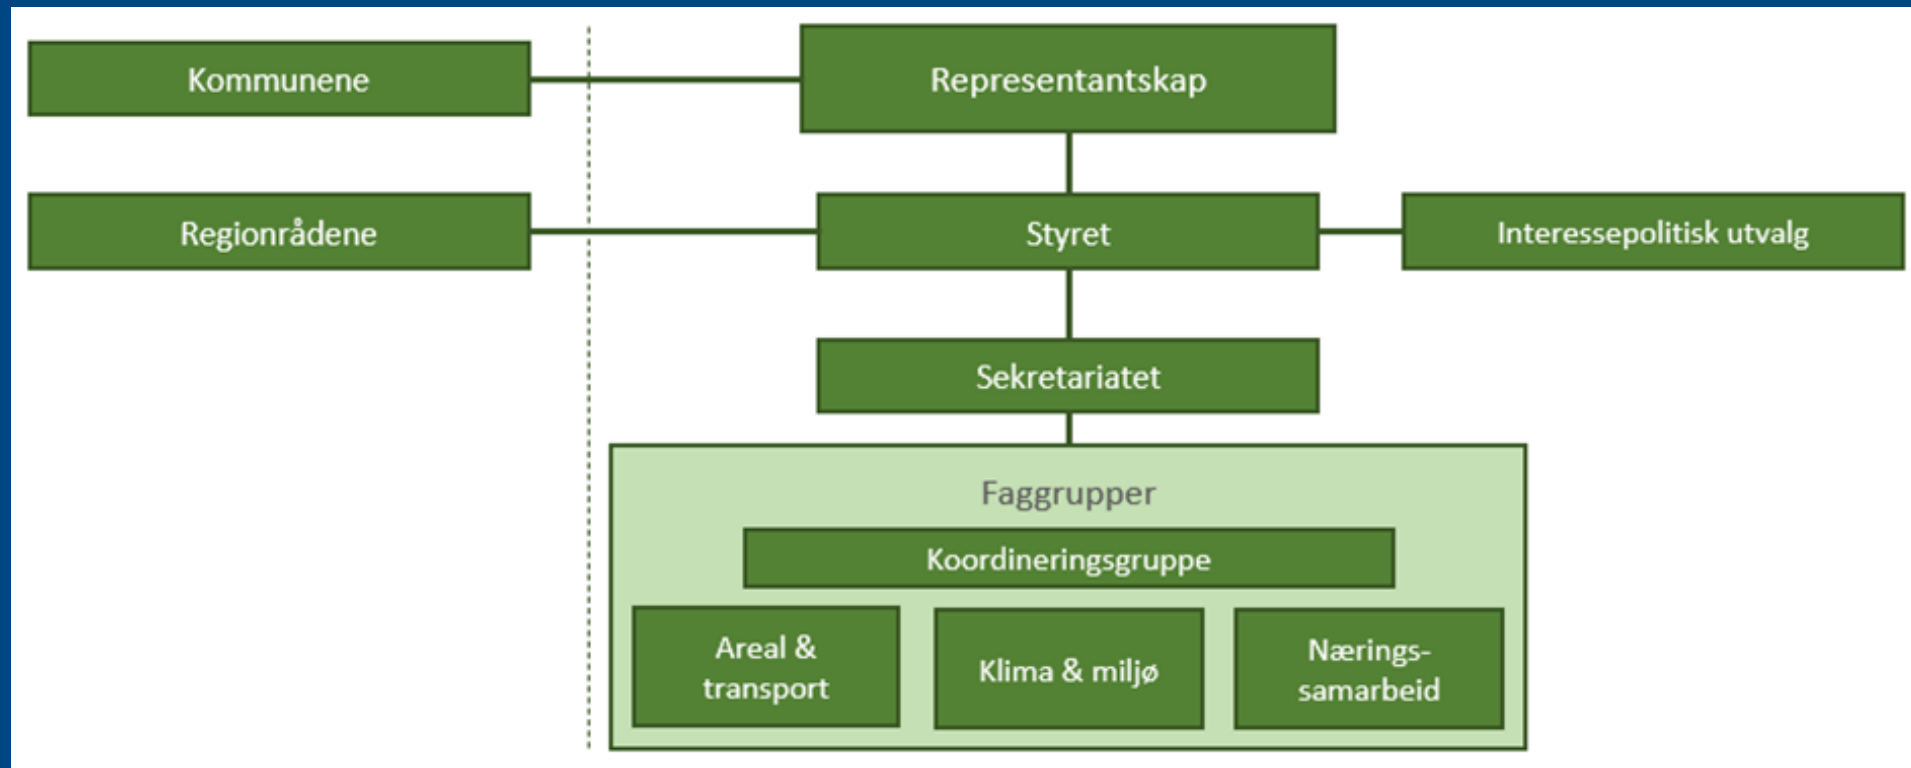 Kommunene
Representantskap
Regionrådene
Styret
Interessepolitisk utvalg
Sekretariatet
Faggrupper
Koordineringsgruppe
Areal &
transport
Klima & miljø
Nærings-
samarbeid